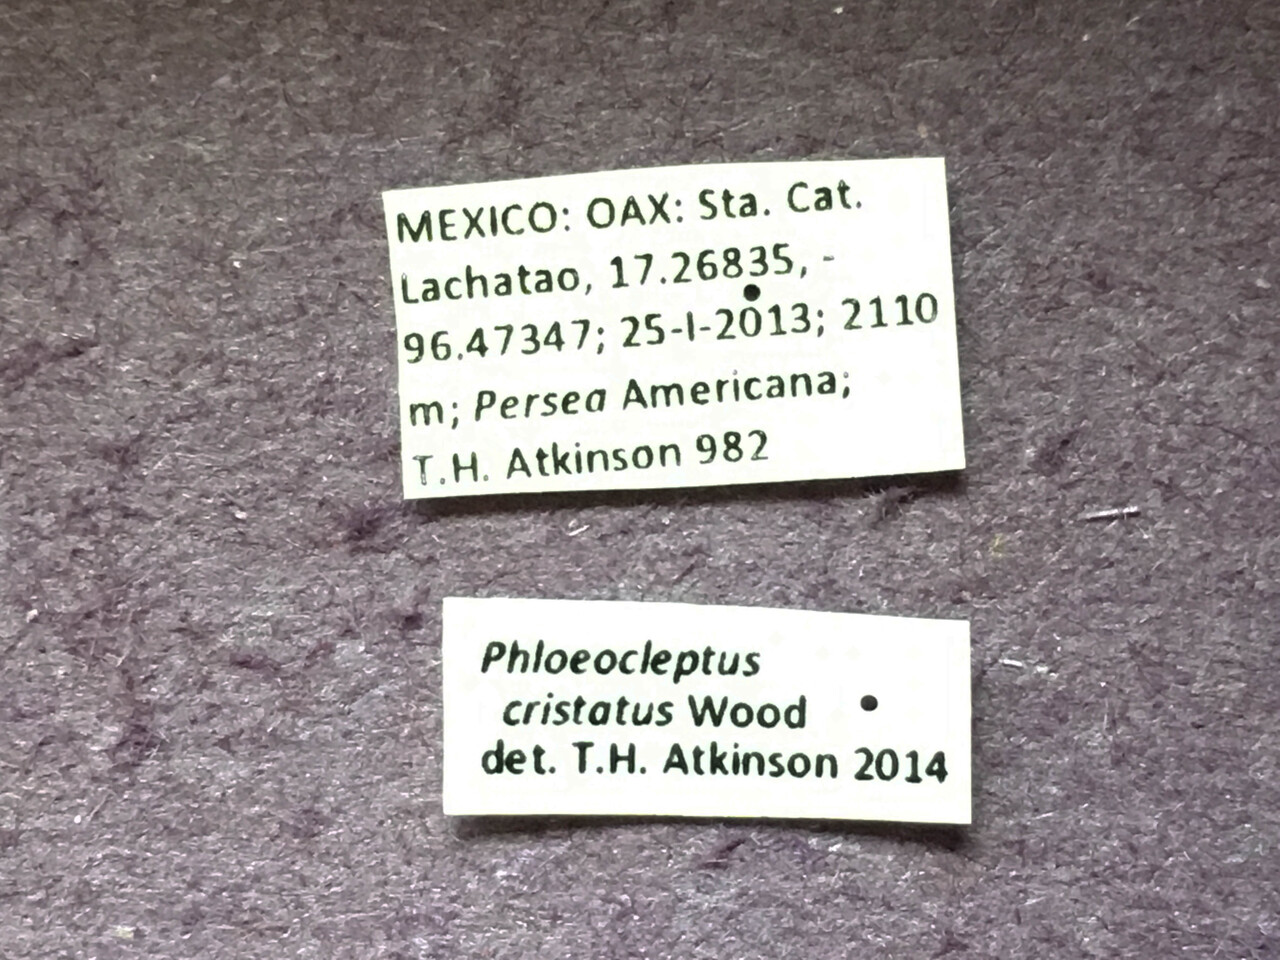 MEXICO: OAX: Sta. Cat.
Lachatao, 17.26835, -
96.47347; 25-I-2013; 2110
m; Persea Americana;
T.H. Atkinson 982
Phloeocleptus
cristatus Wood
det. T.H. Atkinson 2014